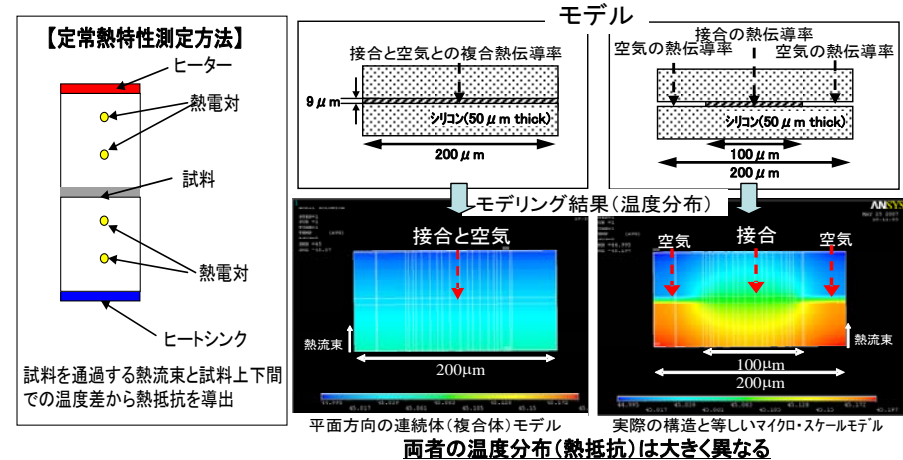 【定常熱特性測定方法】
ヒーター
熱電対
試料
熱電対
ヒートシンク
試料を通過する熱流束と試料上下間
での温度差から熱抵抗を導出
モデル
接合と空気との複合熱伝導率
9μm
シリコン(50μm thick)
200μm
接合の熱伝導率
空気の熱伝導率
空気の熱伝導率
シリコン(50μm thick)
100μm
200μm
モデリング結果(温度分布)
接合と空気
熱流束
200μm
平面方向の連続体(複合体)モデル
ANSYS
空気
接合
空気
熱流束
100μm
200μm
実際の構造と等しいマイクロ・スケールモデル
両者の温度分布(熱抵抗)は大きく異なる